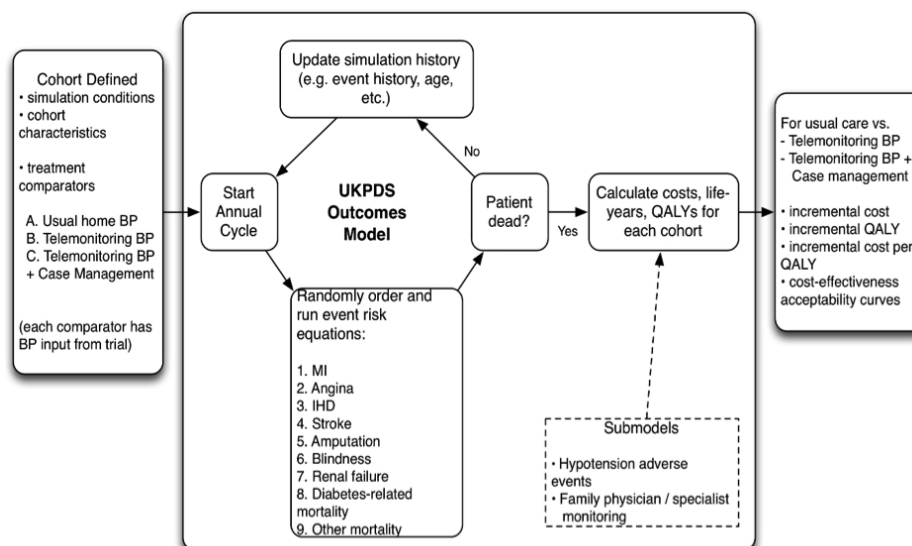 Cohort Defined
• simulation conditions
• cohort
characteristics
• treatment
comparators
A. Usual home BP
B. Telemonitoring BP
C. Telemonitoring BP
+ Case Management
(each comparator has
BP input from trial)
Update simulation history
(e.g. event history, age,
etc.)
Start
Annual
Cycle
UKPDS
Outcomes
Model
No
Patient
dead?
Yes
Randomly order and
run event risk
equations:
1. MI
2. Angina
3. IHD
4. Stroke
5. Amputation
6. Blindness
7. Renal failure
8. Diabetes-related
mortality
9. Other mortality
Calculate costs, life-
years, QALYs for
each cohort
Submodels
• Hypotension adverse
events
• Family physician / specialist
monitoring
For usual care vs.
- Telemonitoring BP
- Telemonitoring BP +
Case management
• incremental cost
• incremental QALY
• incremental cost per
QALY
• cost-effectiveness
acceptability curves